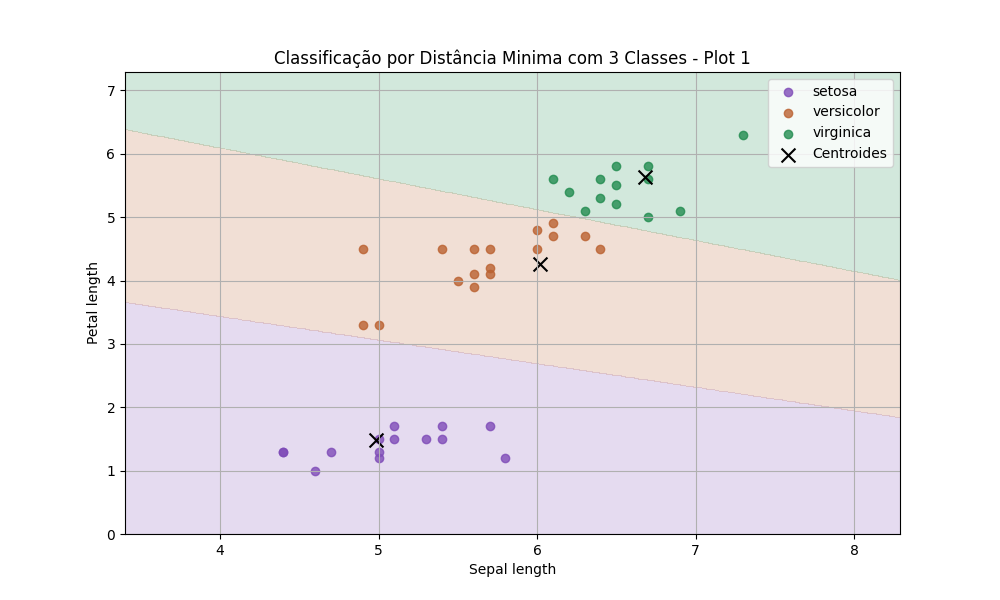 Classificação por Distância Minima com 3 Classes - Plot 1
setosa
versicolor
virginica
Centroides
Petal length
7
6
5
4
3
2
1
0
4
5
6
7
8
Sepal length